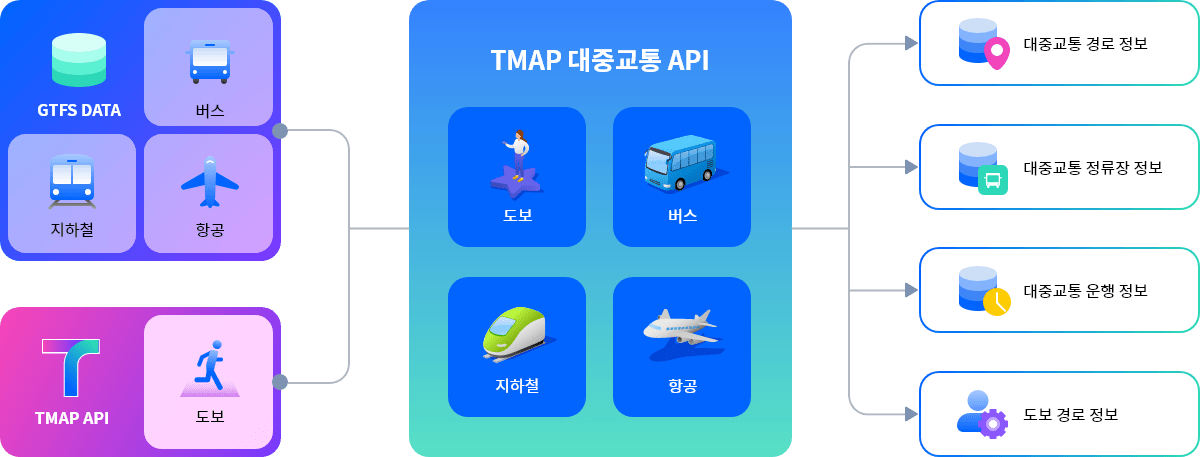 GTFS DATA
버스
지하철
항공
TMAP API
도보
TMAP 대중교통 API
도보
버스
지하철
항공
대중교통 경로 정보
대중교통 정류장 정보
대중교통 운행 정보
도보 경로 정보